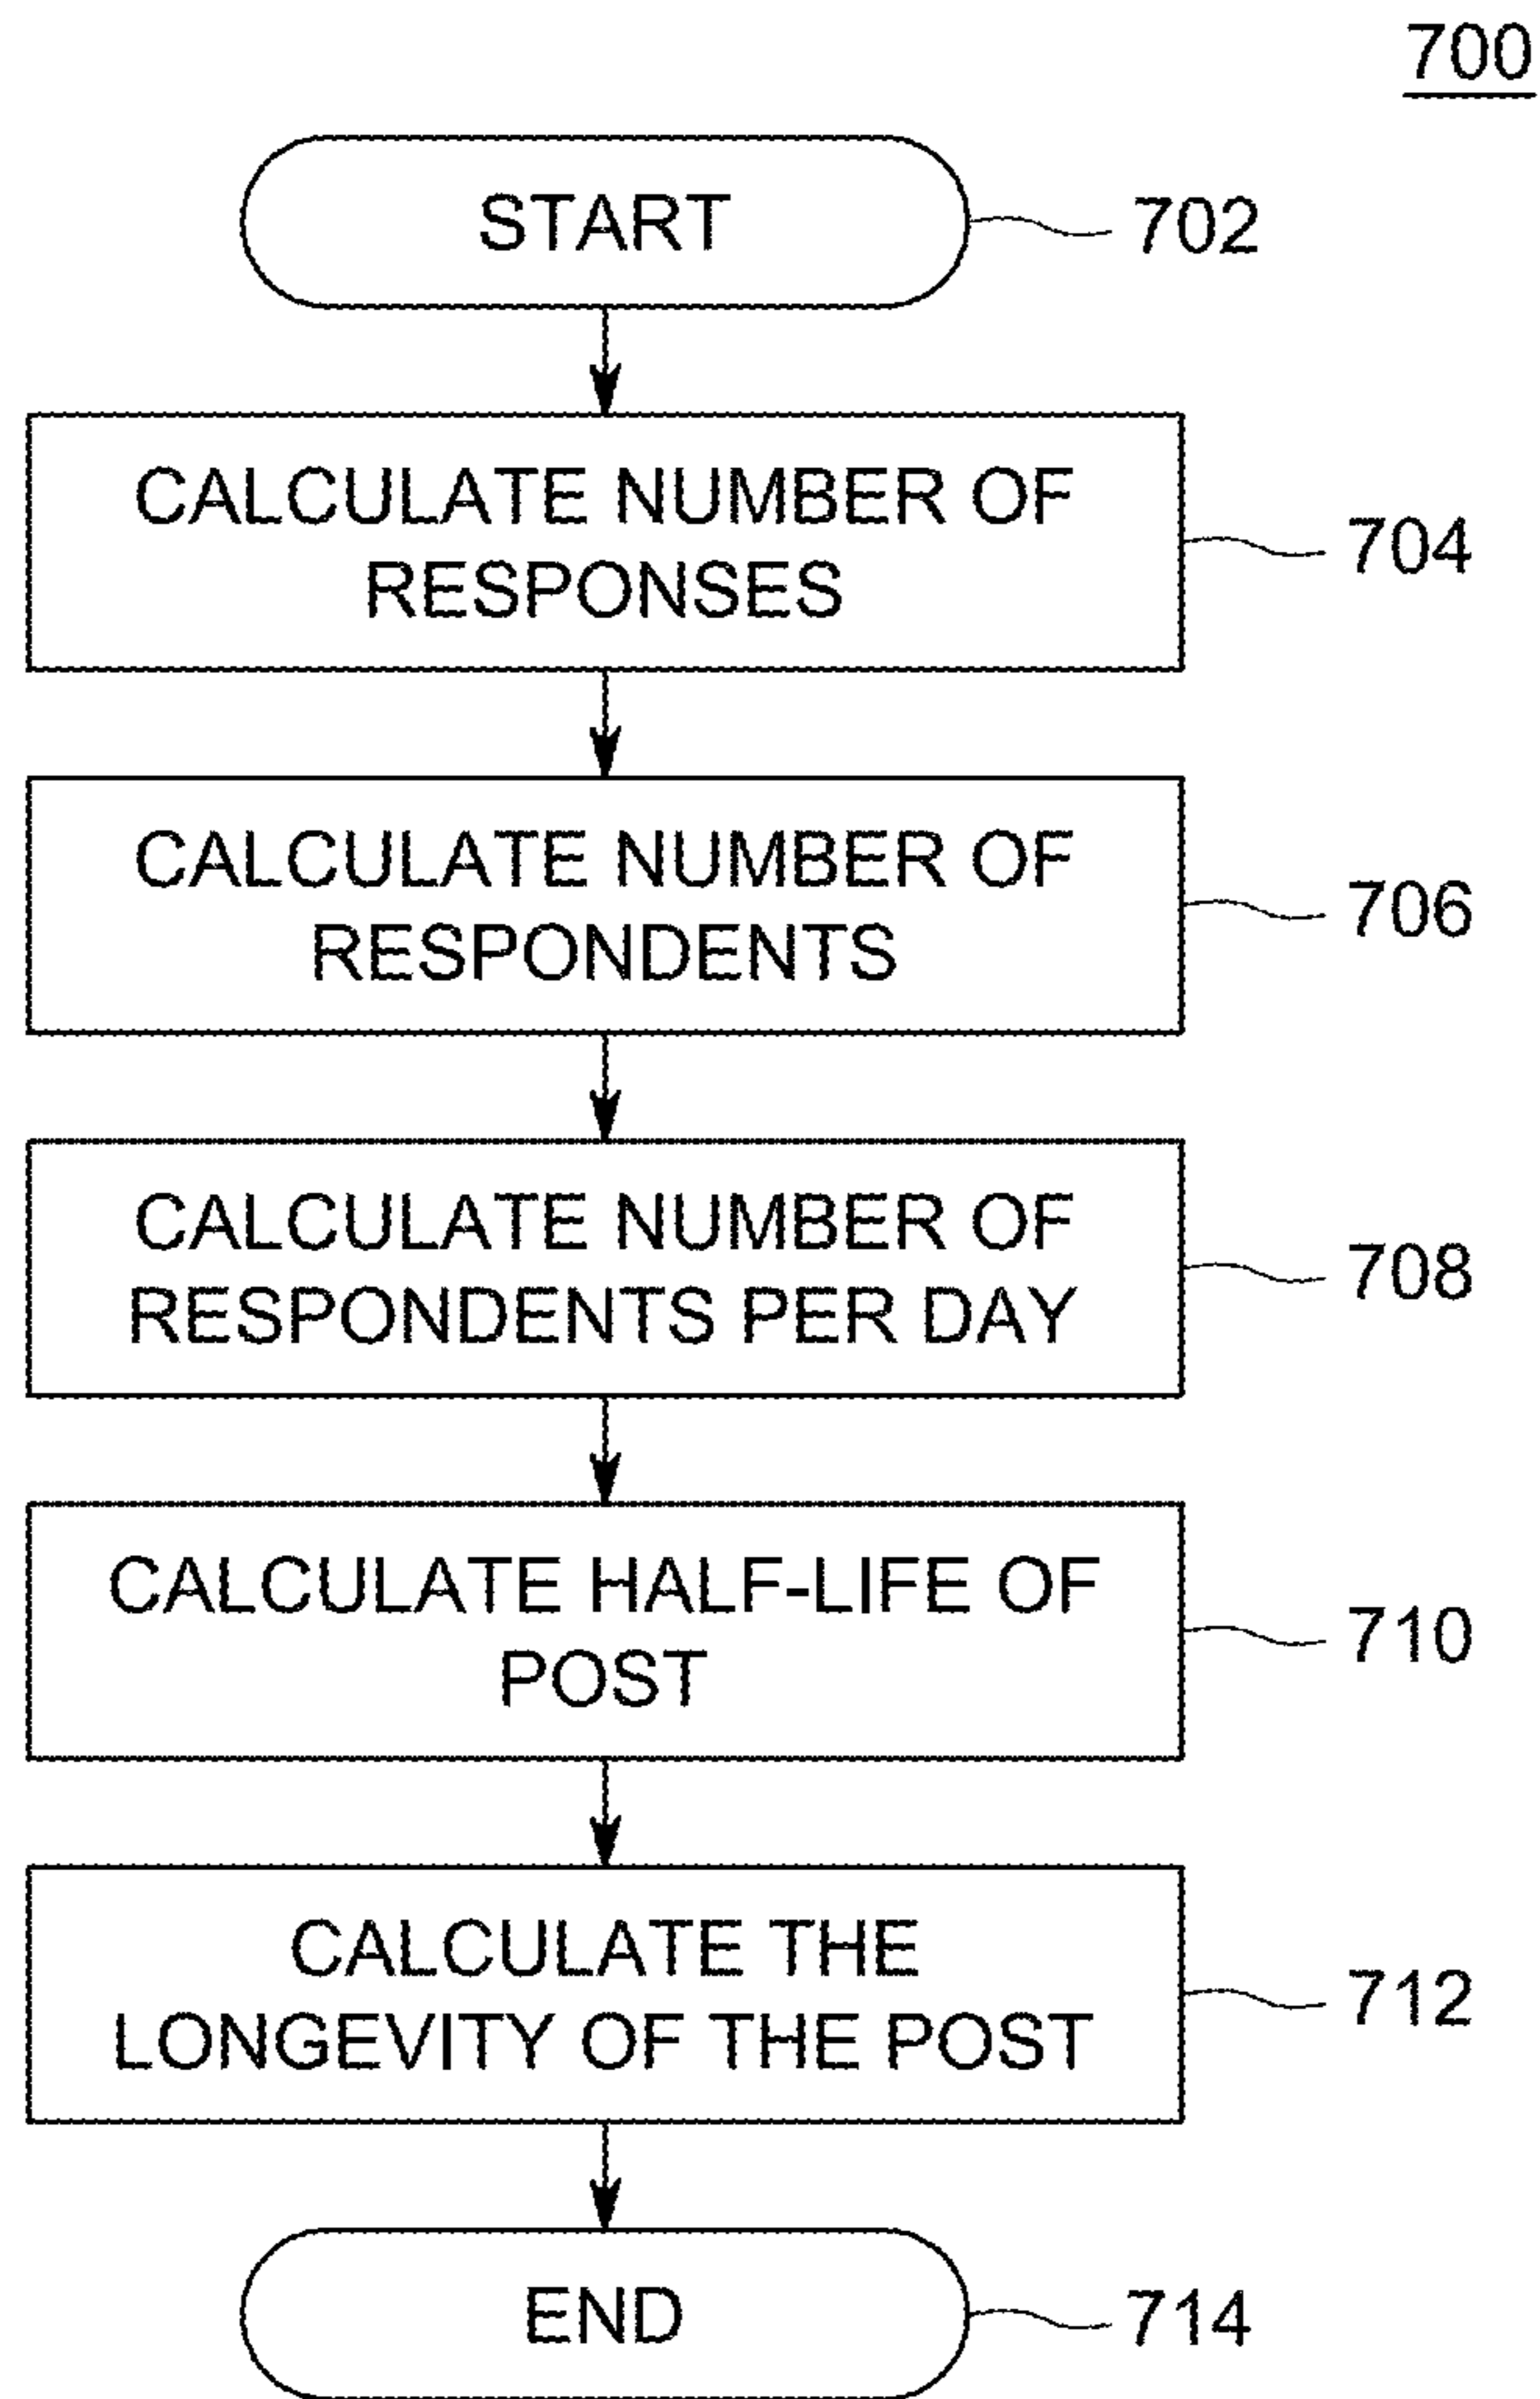 700
START
702
CALCULATE NUMBER OF
RESPONSES
704
CALCULATE NUMBER OF
RESPONDENTS
706
CALCULATE NUMBER OF
RESPONDENTS PER DAY
708
CALCULATE HALF-LIFE OF
POST
710
CALCULATE THE
LONGEVITY OF THE POST
712
END
714